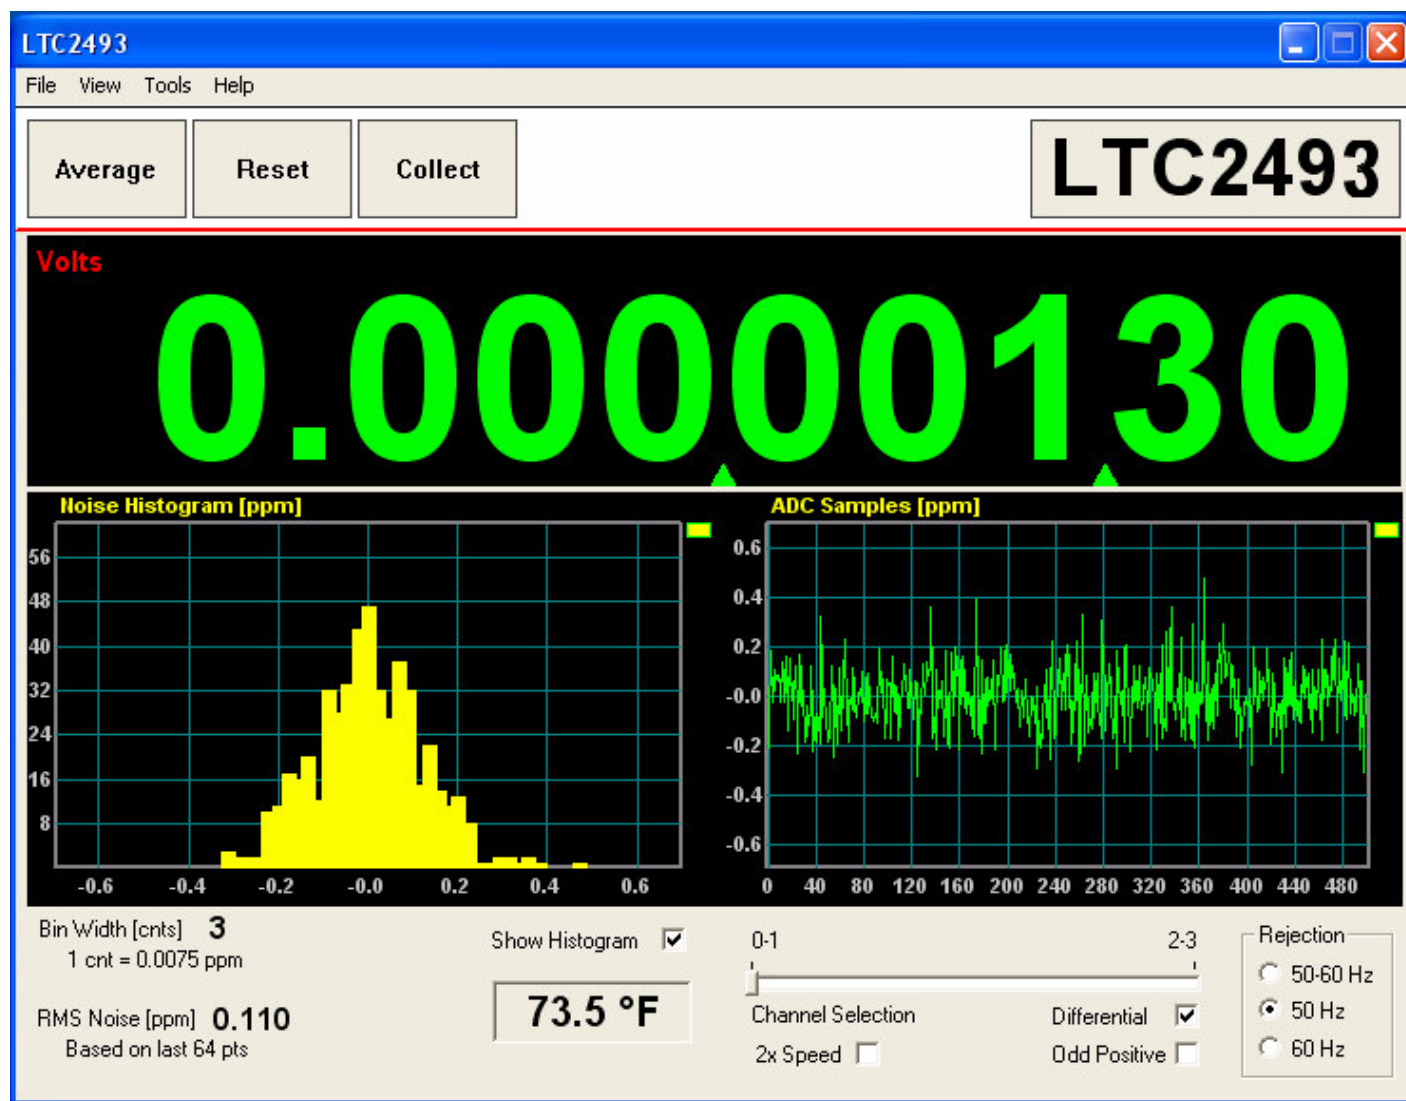 LTC2493
File View Tools Help
Average Reset Collect LTC2493
Volts
0.00000130
Noise Histogram [ppm]
56
48
40
32
24
16
8
-0.6 -0.4 -0.2 -0.0 0.2 0.4 0.6
ADC Samples [ppm]
0.6
0.4
0.2
-0.0
-0.2
-0.4
-0.6
0 40 80 120 160 200 240 280 320 360 400 440 480
Bin Width [cnts] 3
1 cnt = 0.0075 ppm
RMS Noise [ppm] 0.110
Based on last 64 pts
Show Histogram
73.5 °F
0-1 2-3
Channel Selection
2x Speed
Differential
Odd Positive
Rejection
50-60 Hz
50 Hz
60 Hz